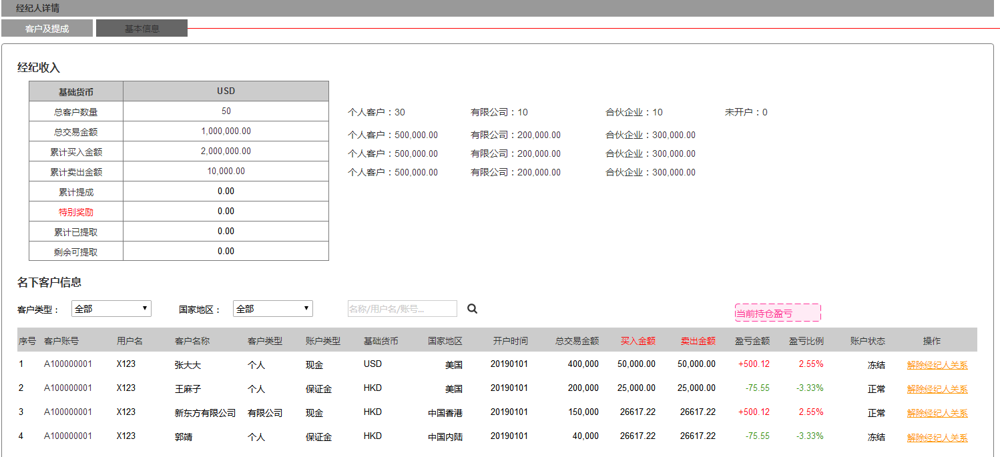 经纪人详情
客户及提成 基本信息
经纪收入
基础货币 USD
总客户数量 50 个人客户：30 有限公司：10 合伙企业：10 未开户：0
总交易金额 1,000,000.00 个人客户：500,000.00 有限公司：200,000.00 合伙企业：300,000.00
累计买入金额 2,000,000.00 个人客户：500,000.00 有限公司：200,000.00 合伙企业：300,000.00
累计卖出金额 10,000.00 个人客户：500,000.00 有限公司：200,000.00 合伙企业：300,000.00
累计提成 0.00
特别奖励 0.00
累计已提取 0.00
剩余可提取 0.00
名下客户信息
客户类型： 全部 国家地区： 全部 名称/用户名/账号...
当前持仓盈亏
序号 客户账号 用户名 客户名称 客户类型 账户类型 基础货币 国家地区 开户时间 总交易金额 买入金额 卖出金额 盈亏金额 盈亏比例 账户状态 操作
1 A100000001 X123 张大大 个人 现金 USD 美国 20190101 400,000 50,000.00 50,000.00 +500.12 2.55% 冻结 解除经纪人关系
2 A100000001 X123 王麻子 个人 保证金 HKD 美国 20190101 200,000 25,000.00 25,000.00 -75.55 -3.33% 正常 解除经纪人关系
3 A100000001 X123 新东方有限公司 有限公司 现金 HKD 中国香港 20190101 150,000 26617.22 26617.22 +500.12 2.55% 正常 解除经纪人关系
4 A100000001 X123 郭靖 个人 保证金 HKD 中国内陆 20190101 40,000 26617.22 26617.22 -75.55 -3.33% 冻结 解除经纪人关系